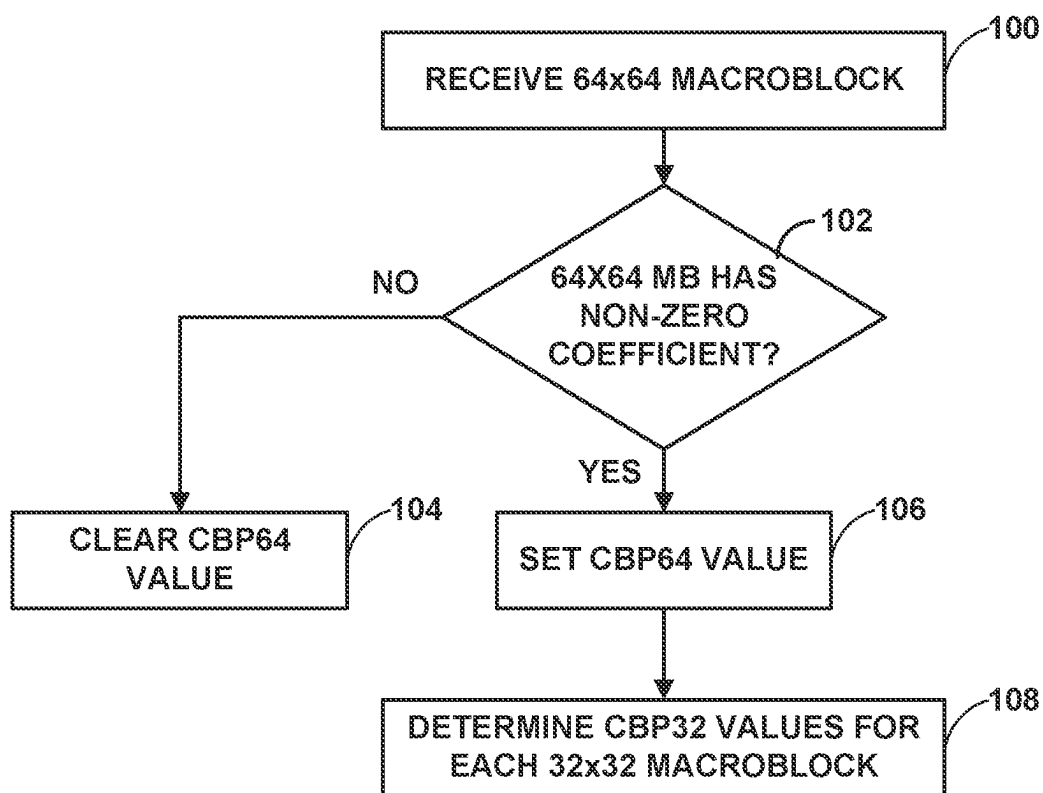 100
RECEIVE 64x64 MACROBLOCK
102
64X64 MB HAS
NON-ZERO
COEFFICIENT?
NO
YES
104
CLEAR CBP64
VALUE
106
SET CBP64 VALUE
108
DETERMINE CBP32 VALUES FOR
EACH 32x32 MACROBLOCK